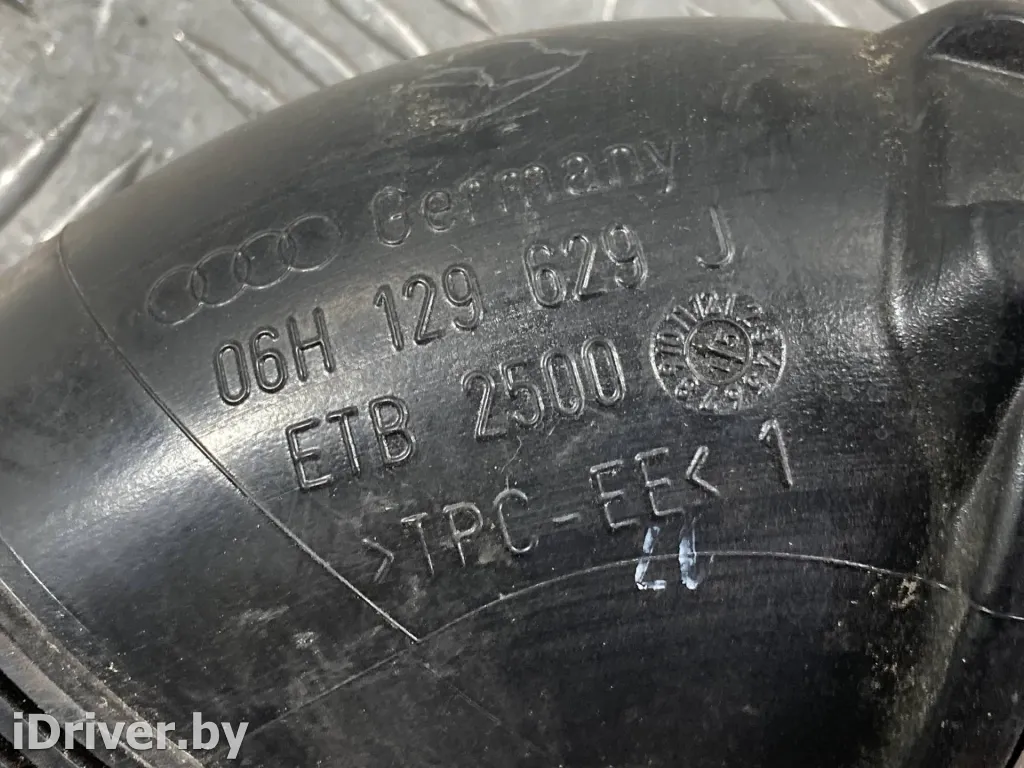 Germany
06H 129 629 J
ETB 2500
>TPC-EE< 1
iDriver.by